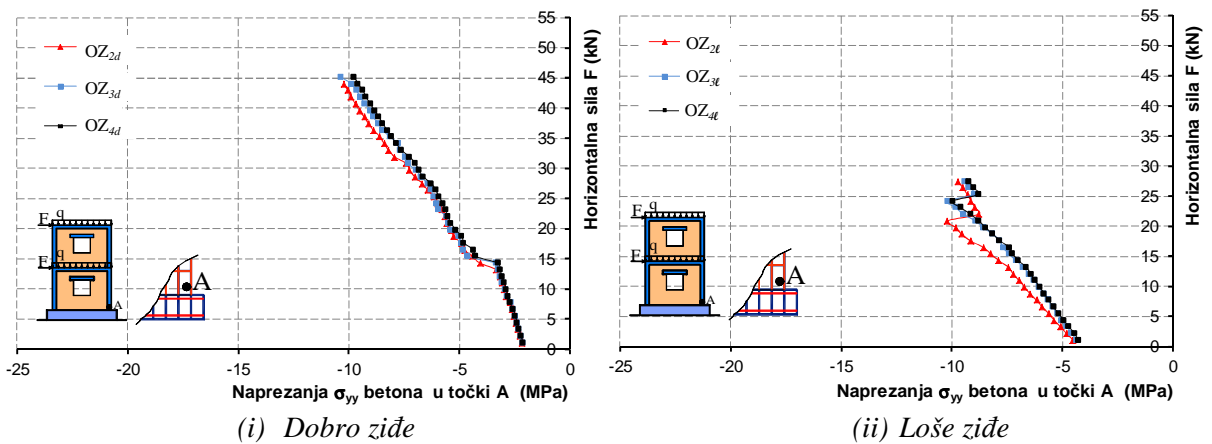 OZ2d
OZ3d
OZ4d
55
50
45
40
35
30
25
20
15
10
5
0
Horizontalna sila F (kN)
-25
-20
-15
-10
-5
0
Naprezanja σyy betona u točki A (MPa)
F
q
F
q
A
A
(i) Dobro ziđe
OZ2ℓ
OZ3ℓ
OZ4ℓ
55
50
45
40
35
30
25
20
15
10
5
0
Horizontalna sila F (kN)
-25
-20
-15
-10
-5
0
Naprezanja σyy betona u točki A (MPa)
F
q
F
q
A
A
(ii) Loše ziđe